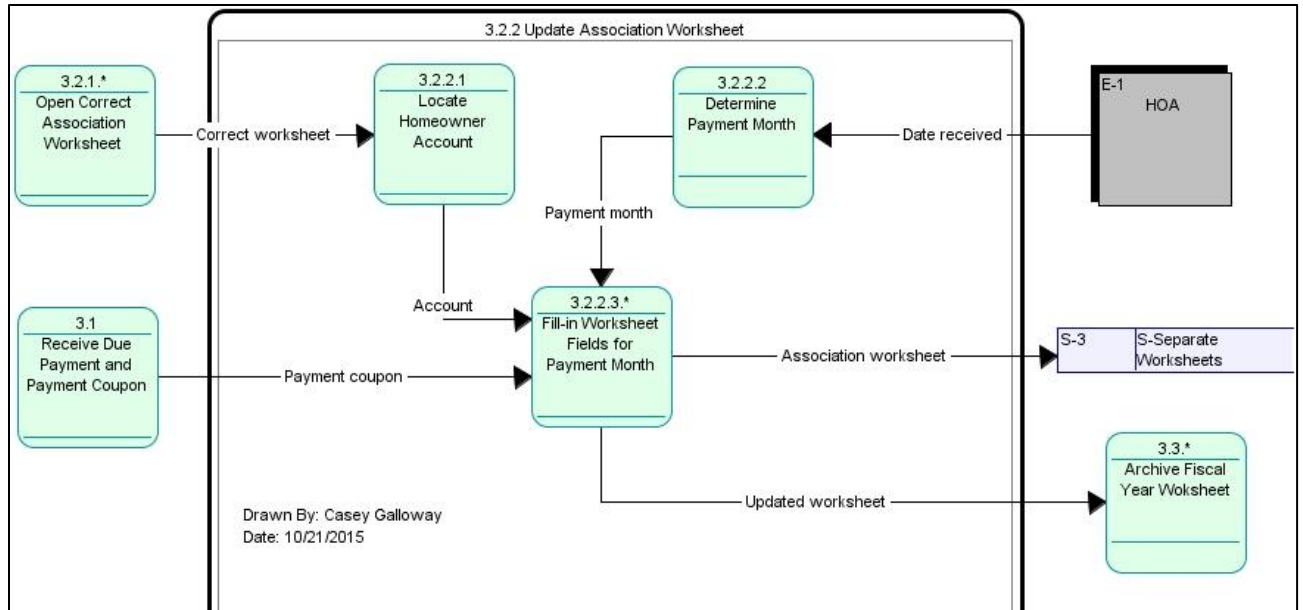 3.2.2 Update Association Worksheet
3.2.1.*
Open Correct
Association
Worksheet
Correct worksheet
3.2.2.1
Locate
Homeowner
Account
3.2.2.2
Determine
Payment Month
Date received
E-1
HOA
Payment month
Account
3.1
Receive Due
Payment and
Payment Coupon
Payment coupon
3.2.2.3.*
Fill-in Worksheet
Fields for
Payment Month
Association worksheet
S-3
S-Separate
Worksheets
Updated worksheet
3.3.*
Archive Fiscal
Year Woksheet
Drawn By: Casey Galloway
Date: 10/21/2015